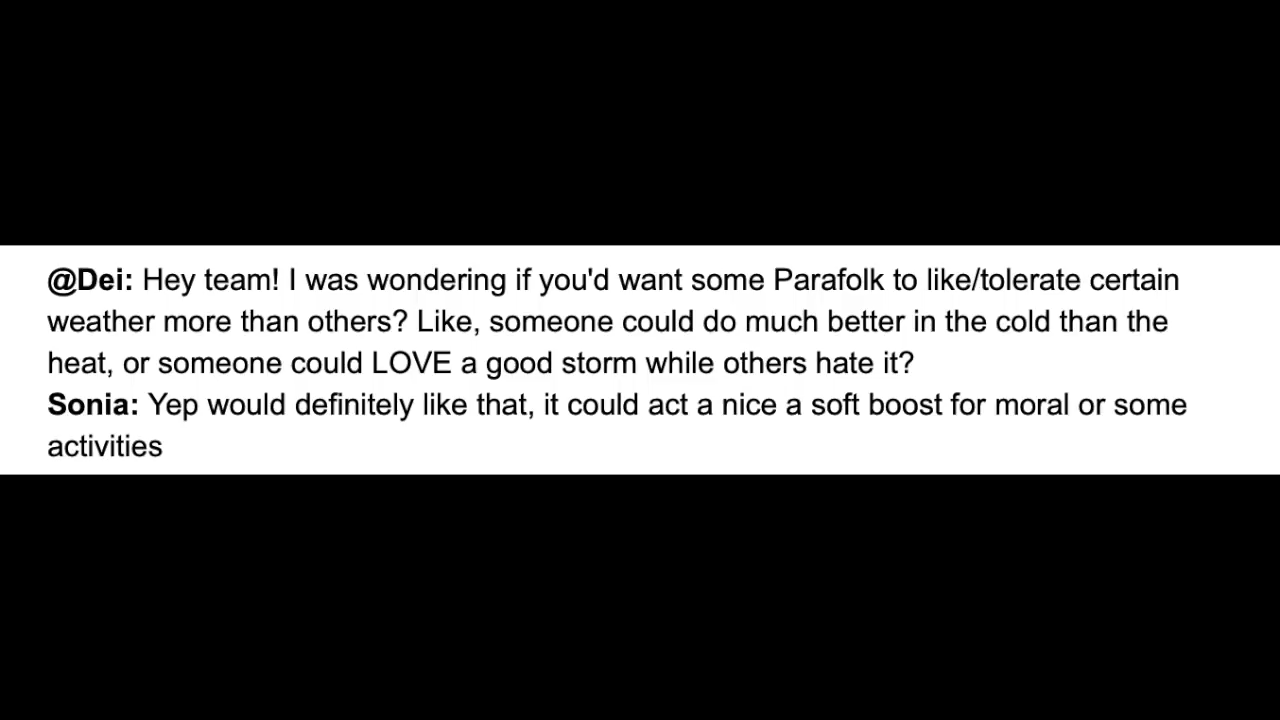 @Dei: Hey team! I was wondering if you'd want some Parafolk to like/tolerate certain
weather more than others? Like, someone could do much better in the cold than the
heat, or someone could LOVE a good storm while others hate it?
Sonia: Yep would definitely like that, it could act a nice a soft boost for moral or some
activities